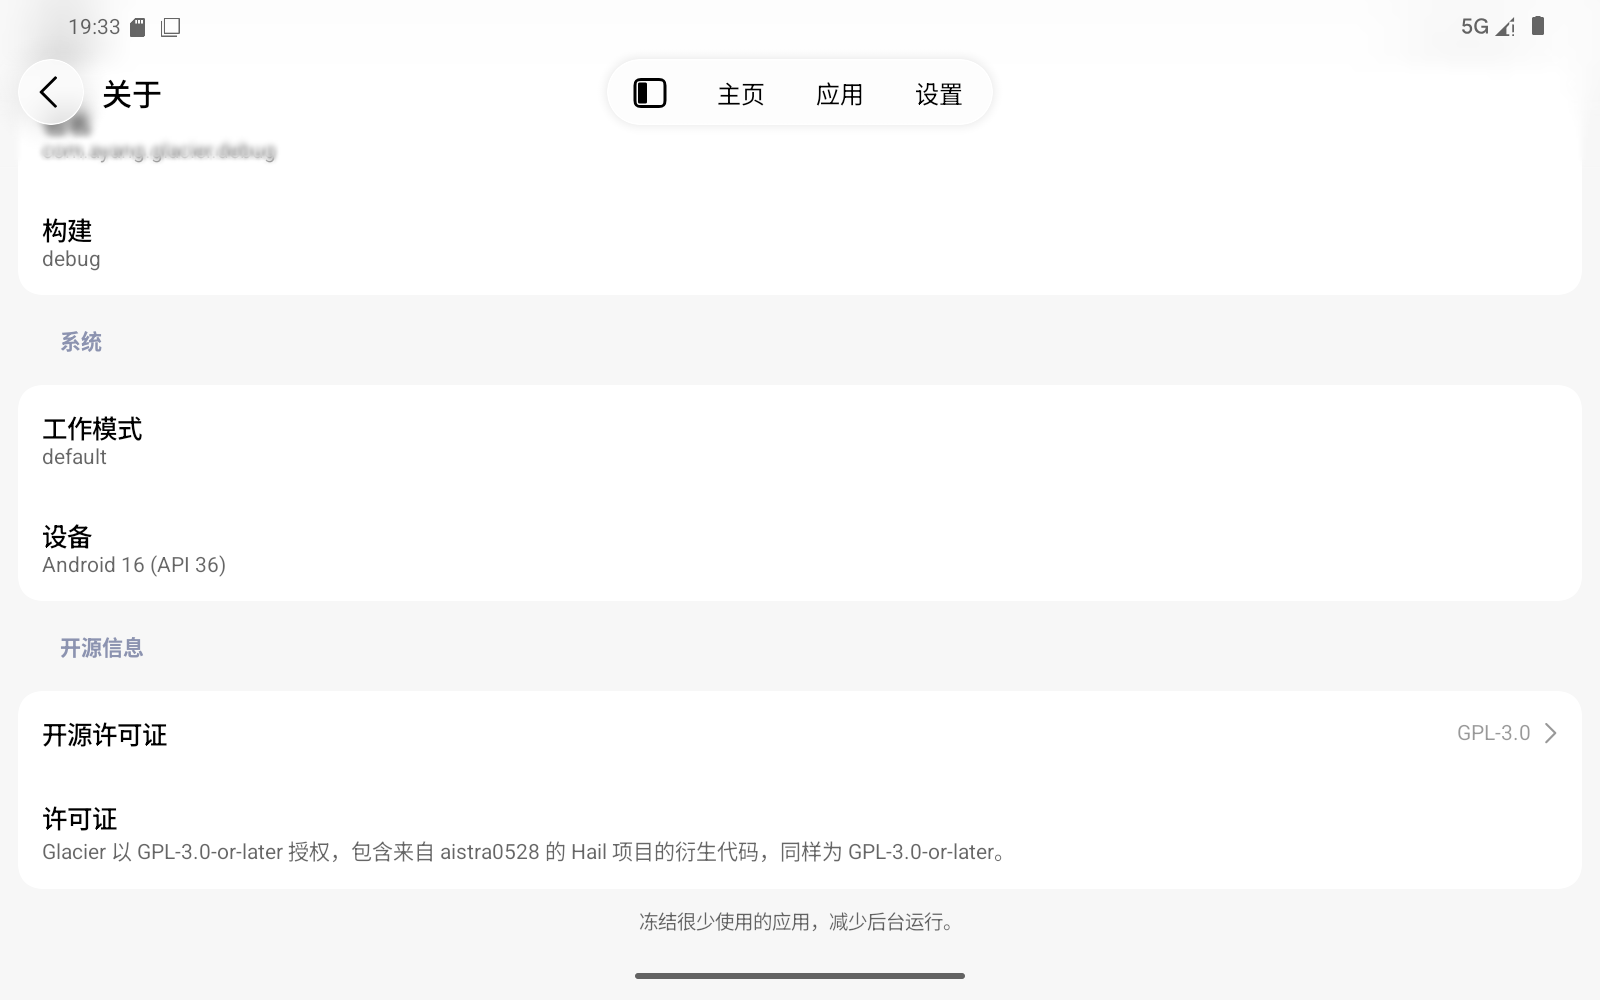 19:33
5G
关于
主页
应用
设置
com.ayang.glacier.debug
构建
debug
系统
工作模式
default
设备
Android 16 (API 36)
开源信息
开源许可证
GPL-3.0
许可证
Glacier 以 GPL-3.0-or-later 授权，包含来自 aistra0528 的 Hail 项目的衍生代码，同样为 GPL-3.0-or-later。
冻结很少使用的应用，减少后台运行。